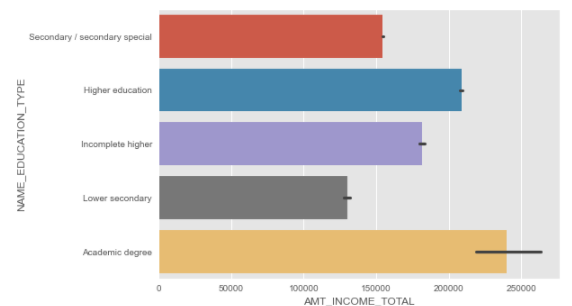 NAME_EDUCATION_TYPE
Secondary / secondary special
Higher education
Incomplete higher
Lower secondary
Academic degree
0 50000 100000 150000 200000 250000
AMT_INCOME_TOTAL